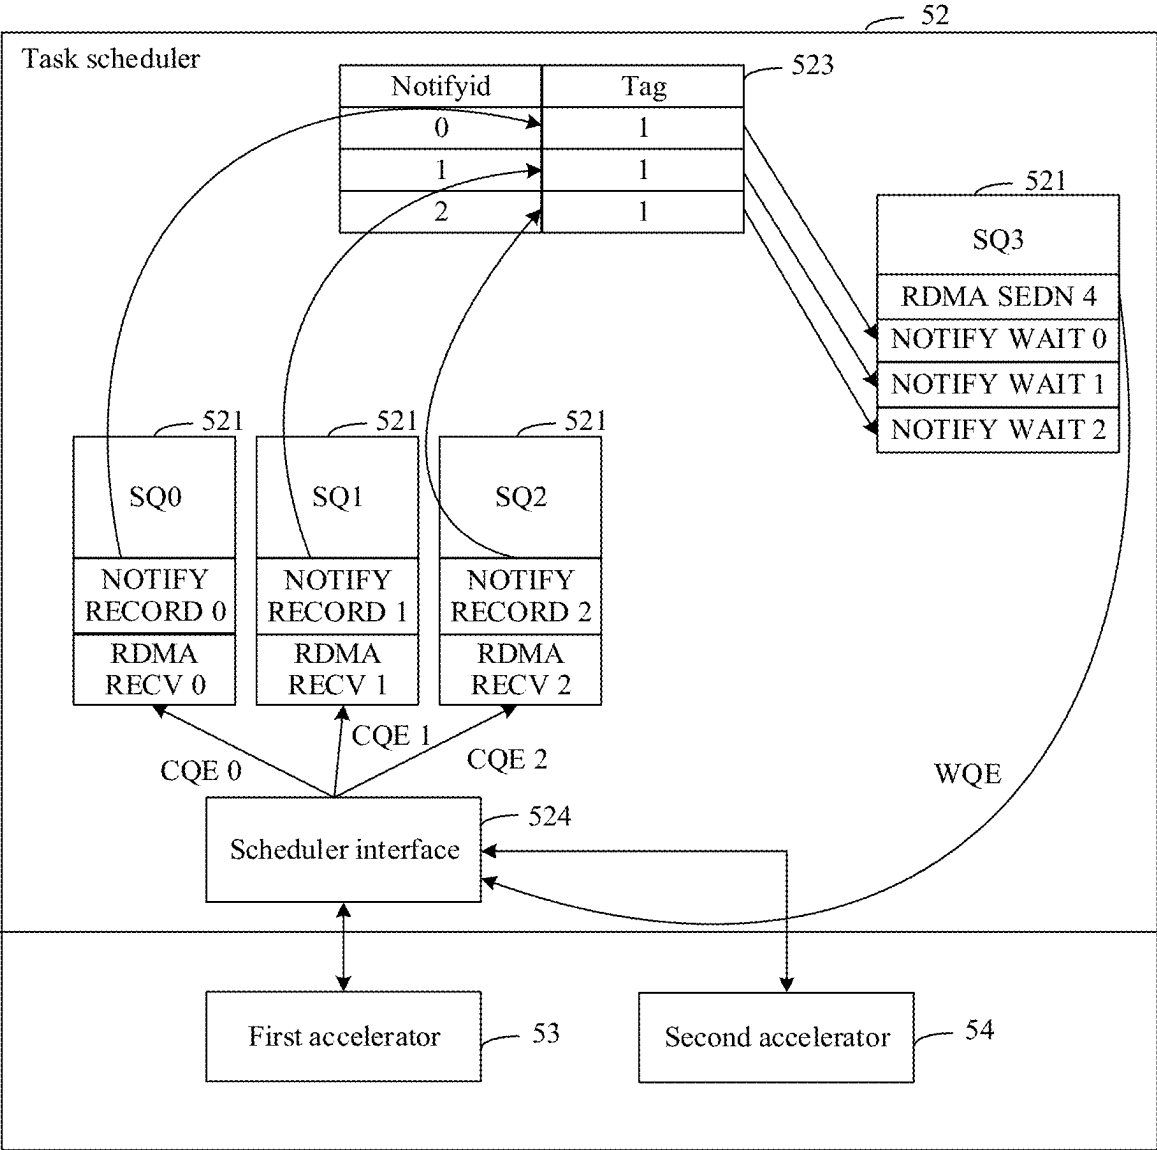 52
Task scheduler
523
Notifyid Tag
0 1
1 1
2 1
521
SQ3
RDMA SEDN 4
NOTIFY WAIT 0
NOTIFY WAIT 1
NOTIFY WAIT 2
521 521 521
SQ0 SQ1 SQ2
NOTIFY NOTIFY NOTIFY
RECORD 0 RECORD 1 RECORD 2
RDMA RDMA RDMA
RECV 0 RECV 1 RECV 2
CQE 0 CQE 1 CQE 2
WQE
524
Scheduler interface
First accelerator 53
Second accelerator 54